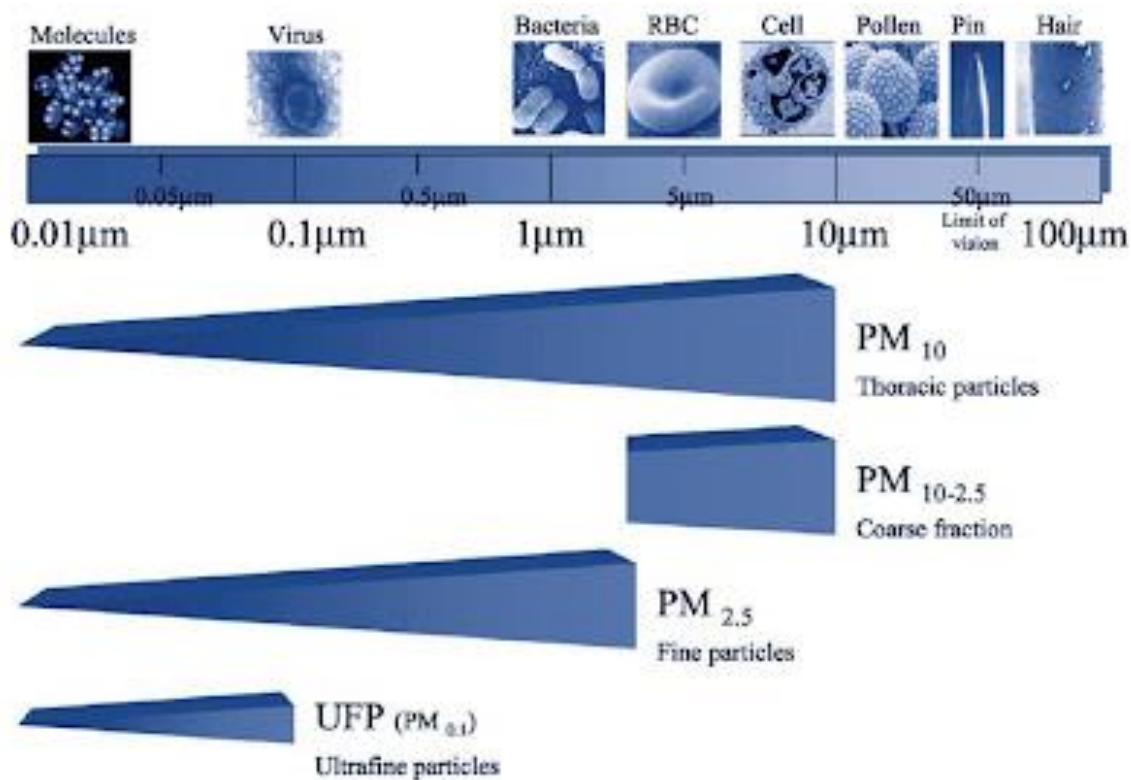 Molecules Virus Bacteria RBC Cell Pollen Pin Hair
0.05µm 0.5µm 5µm 50µm
0.01µm 0.1µm 1µm 10µm Limit of vision 100µm
PM 10
Thoracic particles
PM 10-2.5
Coarse fraction
PM 2.5
Fine particles
UFP (PM 0.1)
Ultrafine particles